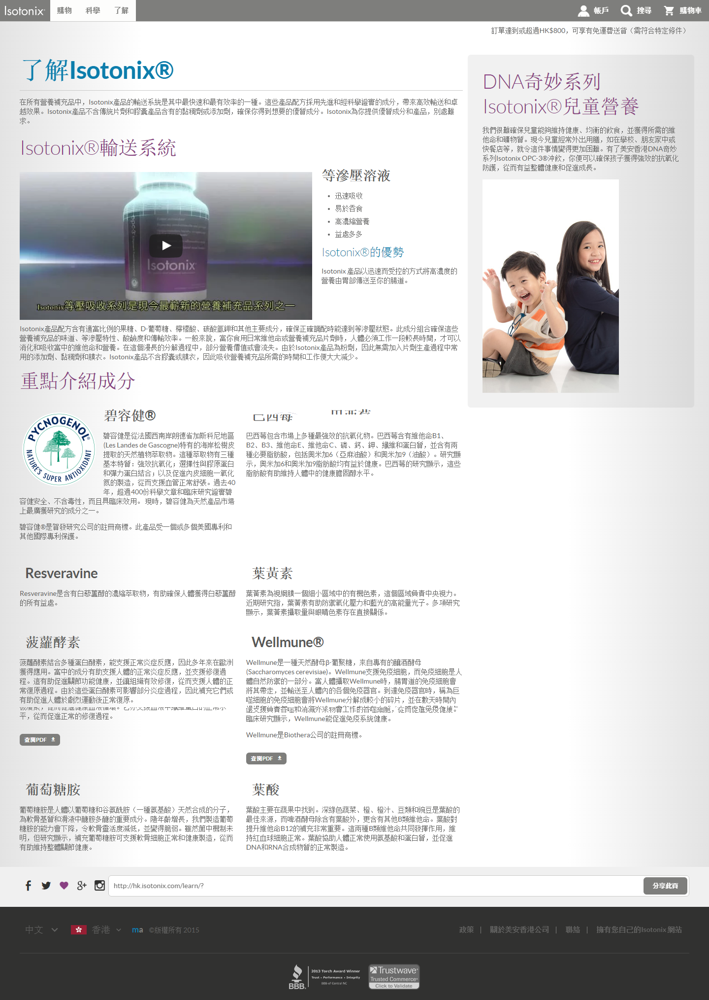 Isotonix®
購物
科學
了解
帳戶
搜尋
購物車
訂單達到或超過HK$800，可享有免運費送貨（需符合特定條件）
了解Isotonix®
在所有營養補充品中，Isotonix產品的輸送系統是其中最快速和最有效率的一種。這些產品配方採用先進和經科學證實的成分，帶來高效輸送和卓
越效果。Isotonix產品不含傳統片劑和膠囊產品含有的黏稠劑或添加劑，確保你得到想要的優質成分。Isotonix為你提供優質成分和產品，別處難
求。
Isotonix®輸送系統
Isotonix
Isotonix等壓吸收系列是現今最嶄新的營養補充品系列之一
等滲壓溶液
• 迅速吸收
• 易於吞食
• 高濃縮營養
• 益處多多
Isotonix®的優勢
Isotonix 產品以迅速而受控的方式將高濃度的
營養由胃部傳送至你的腸道。
Isotonix產品配方含有適當比例的果糖、D-葡萄糖、檸檬酸、碳酸氫鉀和其他主要成分，確保正確調配時能達到等滲壓狀態。此成分組合確保這些
營養補充品的味道、等滲壓特性、酸鹼度和傳輸效率。一般來說，當你食用日常維他命或營養補充品片劑時，人體必須工作一段較長時間，才可以
消化和吸收當中的維他命和營養。在這個漫長的分解過程中，部分營養價值或會流失。由於Isotonix產品為粉劑，因此無需加入片劑生產過程中常
用的添加劑、黏稠劑和膜衣。Isotonix產品不含膠囊或膜衣，因此吸收營養補充品所需的時間和工作便大大減少。
DNA奇妙系列
Isotonix®兒童營養
我們很難確保兒童能夠維持健康、均衡的飲食，並獲得所需的維
他命和礦物質。現今兒童經常外出用膳，如在學校、朋友家中或
快餐店等，就令這件事情變得更加困難。有了美安香港DNA奇妙
系列Isotonix OPC-3®沖飲，你便可以確保孩子獲得強效的抗氧化
防護，從而有益整體健康和促進成長。
重點介紹成分
PYCNOGENOL®
NATURE'S SUPER ANTIOXIDANT
碧容健®
碧容健是從法國西南岸朗德省加斯科尼地區
(Les Landes de Gascogne)特有的海岸松樹皮
提取的天然植物萃取物。這種萃取物有三種
基本特質：強效抗氧化；選擇性與膠原蛋白
和彈力蛋白結合；以及促進內皮細胞一氧化
氮的製造，從而支援血管正常舒張。過去40
年，超過400份科學文章和臨床研究證實碧
容健安全、不含毒性，而且具臨床效用。 現時，碧容健為天然產品市場
上最廣獲研究的成分之一。
碧容健®是賀發研究公司的註冊商標。此產品受一個或多個美國專利和
其他國際專利保護。
巴西莓
巴西莓
巴西莓包含市場上多種最強效的抗氧化物。巴西莓含有維他命B1、
B2、B3、維他命E、維他命C、磷、鈣、鉀、纖維和蛋白質，並含有兩
種必要脂肪酸，包括奧米加6（亞麻油酸）和奧米加9（油酸）。研究顯
示，奧米加6和奧米加9脂肪酸均有益於健康。巴西莓的研究顯示，這些
脂肪酸有助維持人體中的健康膽固醇水平。
Resveravine
Resveravine是含有白藜蘆醇的濃縮萃取物，有助確保人體獲得白藜蘆醇
的所有益處。
葉黃素
葉黃素為視網膜一個細小區域中的有機色素，這個區域負責中央視力。
近期研究指，葉黃素有助防禦氧化壓力和藍光的高能量光子。多項研究
顯示，葉黃素攝取量與眼睛色素存在直接關係。
菠蘿酵素
菠蘿酵素結合多種蛋白酵素，能支援正常炎症反應，因此多年來在歐洲
獲得應用。當中的成分有助支援人體的正常炎症反應，並支援修復過
程。這有助促進關節功能健康，並讓組織有效修復，從而支援人體的正
常復原過程。由於這些蛋白酵素可影響部分炎症過程，因此補充它們或
有助促進人體於劇烈運動後正常復原。
平，從而促進正常的修復過程。
查閱PDF
Wellmune®
Wellmune是一種天然酵母β-葡聚糖，來自專有的釀酒酵母
(Saccharomyces cerevisiae)。Wellmune支援免疫細胞，而免疫細胞是人
體自然防禦的一部分。當人體攝取Wellmune時，腸胃道的免疫細胞會
將其帶走，並輸送至人體內的各個免疫器官。到達免疫器官時，稱為巨
噬細胞的免疫細胞會將Wellmune分解成較小的碎片，並在數天時間內
還支援負責吞噬和消滅外來物會工作的吞噬細胞，從而促進免疫健康。
臨床研究顯示，Wellmune能促進免疫系統健康。
Wellmune是Biothera公司的註冊商標。
查閱PDF
葡萄糖胺
葡萄糖胺是人體以葡萄糖和谷氨酰胺（一種氨基酸）天然合成的分子，
為軟骨基質和滑液中醣胺多醣的重要成分。隨年齡增長，我們製造葡萄
糖胺的能力會下降，令軟骨靈活度減低，並變得脆弱。雖然箇中機制未
明，但研究顯示，補充葡萄糖胺可支援軟骨細胞正常和健康製造，從而
有助維持整體關節健康。
葉酸
葉酸主要在蔬果中找到。深綠色蔬菜、橙、橙汁、豆類和豌豆是葉酸的
最佳來源，而啤酒酵母除含有葉酸外，更含有其他B類維他命。葉酸對
提升維他命B12的補充非常重要。這兩種B類維他命共同發揮作用，維
持紅血球細胞正常。葉酸協助人體正常使用氨基酸和蛋白質，並促進
DNA和RNA合成物質的正常製造。
http://hk.isotonix.com/learn/?
分享此頁
中文
香港
ma
©版權所有 2015
政策
關於美安香港公司
聯絡
擁有您自己的Isotonix 網站
BBB
2013 Torch Award Winner
Trust • Performance • Integrity
BBB of Central NC
Trustwave®
Trusted Commerce®
Click to Validate